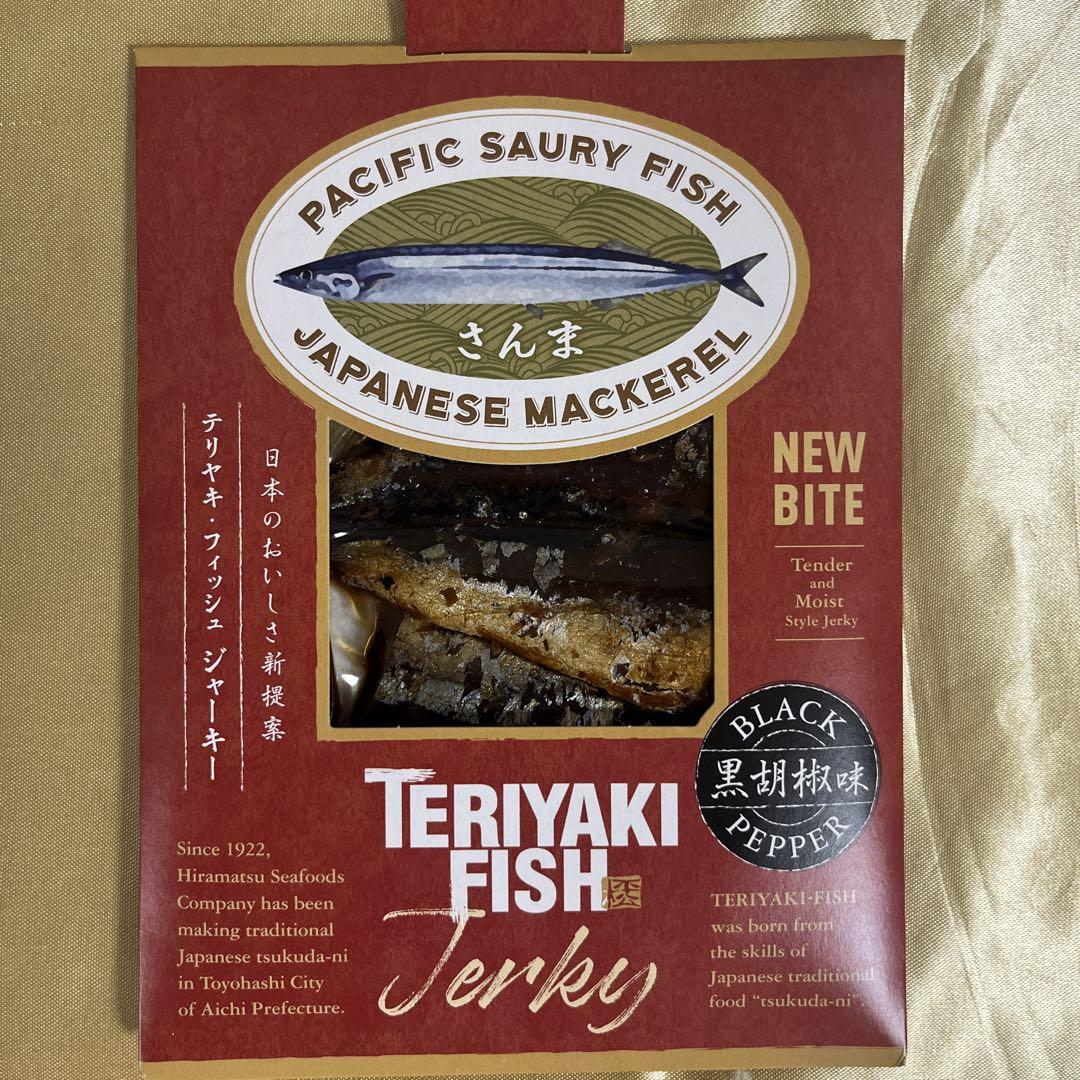 PACIFIC SAURY FISH
さんま
JAPANESE MACKEREL
日本のおいしさ新提案
テリヤキ・フィッシュ ジャーキー
NEW
BITE
Tender
and
Moist
Style Jerky
BLACK
黒胡椒味
PEPPER
TERIYAKI
FISH
Jerky
Since 1922,
Hiramatsu Seafoods
Company has been
making traditional
Japanese tsukuda-ni
in Toyohashi City
of Aichi Prefecture.
TERIYAKI-FISH
was born from
the skills of
Japanese traditional
food "tsukuda-ni".